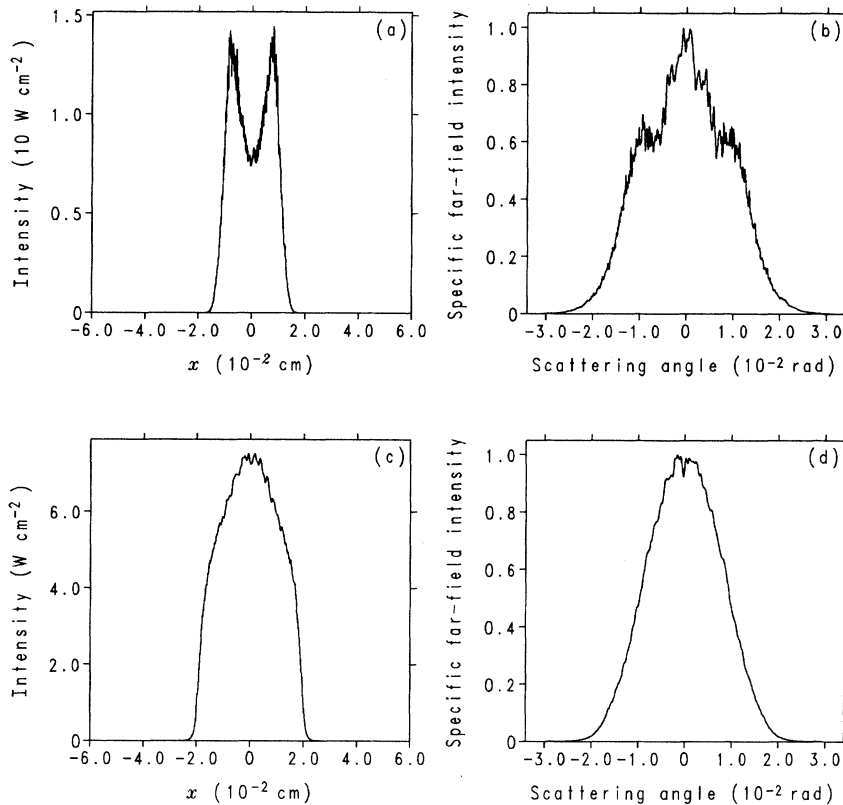 (a)
Intensity (10 W cm⁻²)
1.5
1.0
0.5
0
-6.0 -4.0 -2.0 0 2.0 4.0 6.0
x (10⁻² cm)
(b)
Specific far-field intensity
1.0
0.8
0.6
0.4
0.2
0
-3.0 -2.0 -1.0 0 1.0 2.0 3.0
Scattering angle (10⁻² rad)
(c)
Intensity (W cm⁻²)
6.0
4.0
2.0
0
-6.0 -4.0 -2.0 0 2.0 4.0 6.0
x (10⁻² cm)
(d)
Specific far-field intensity
1.0
0.8
0.6
0.4
0.2
0
-3.0 -2.0 -1.0 0 1.0 2.0 3.0
Scattering angle (10⁻² rad)